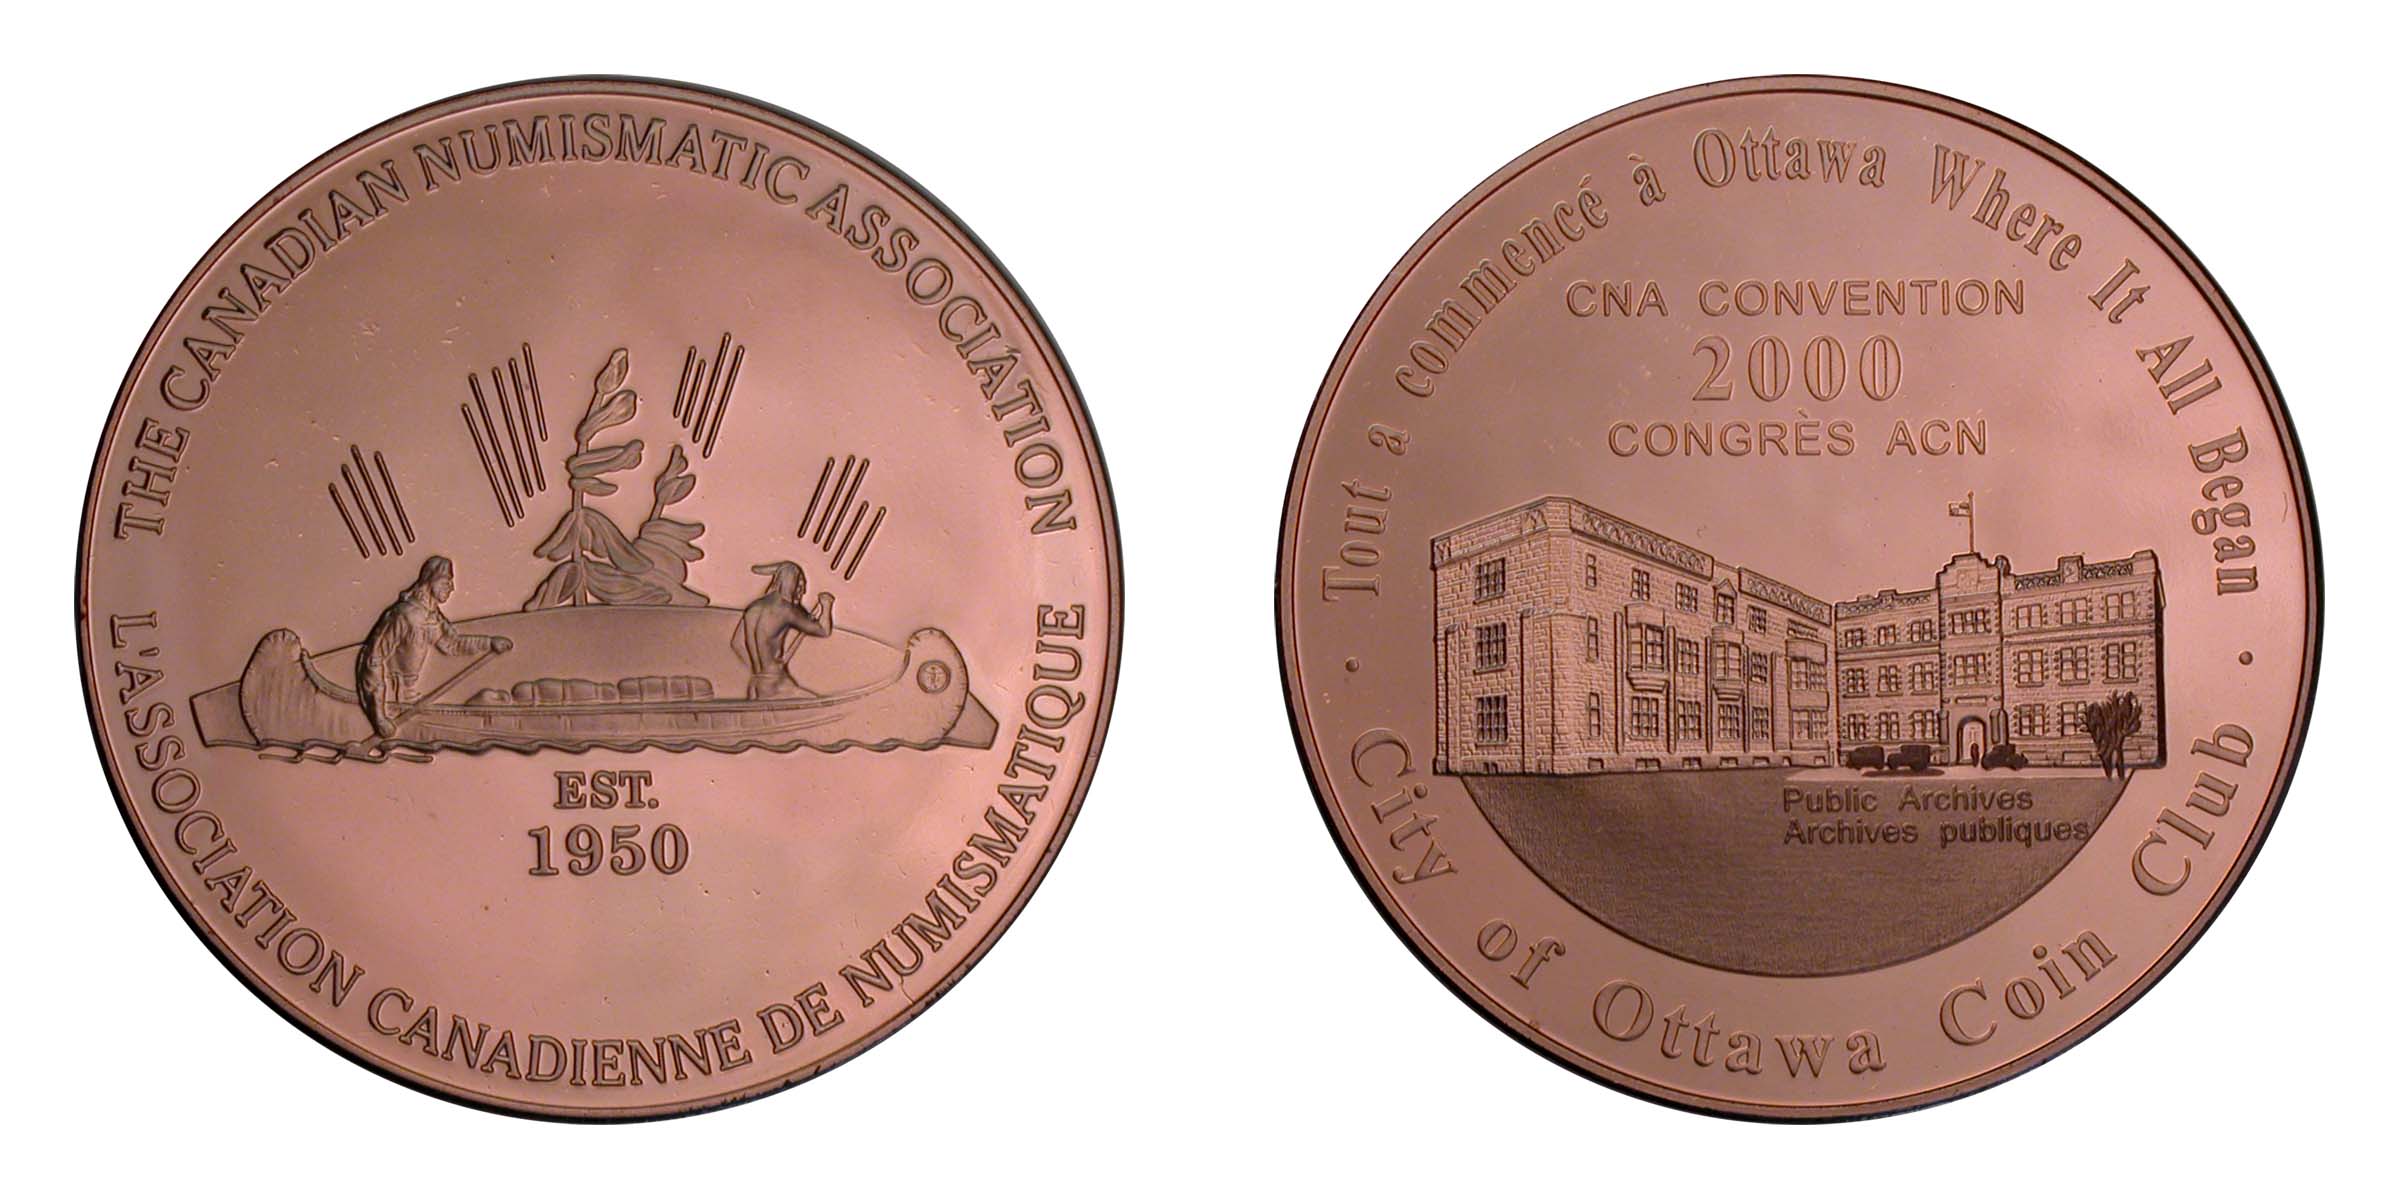 THE CANADIAN NUMISMATIC ASSOCIATION
EST.
1950
L'ASSOCIATION CANADIENNE DE NUMISMATIQUE
Tout a commencé à Ottawa Where It All Began
CNA CONVENTION
2000
CONGRÈS ACN
Public Archives
Archives publiques
· City of Ottawa Coin Club ·